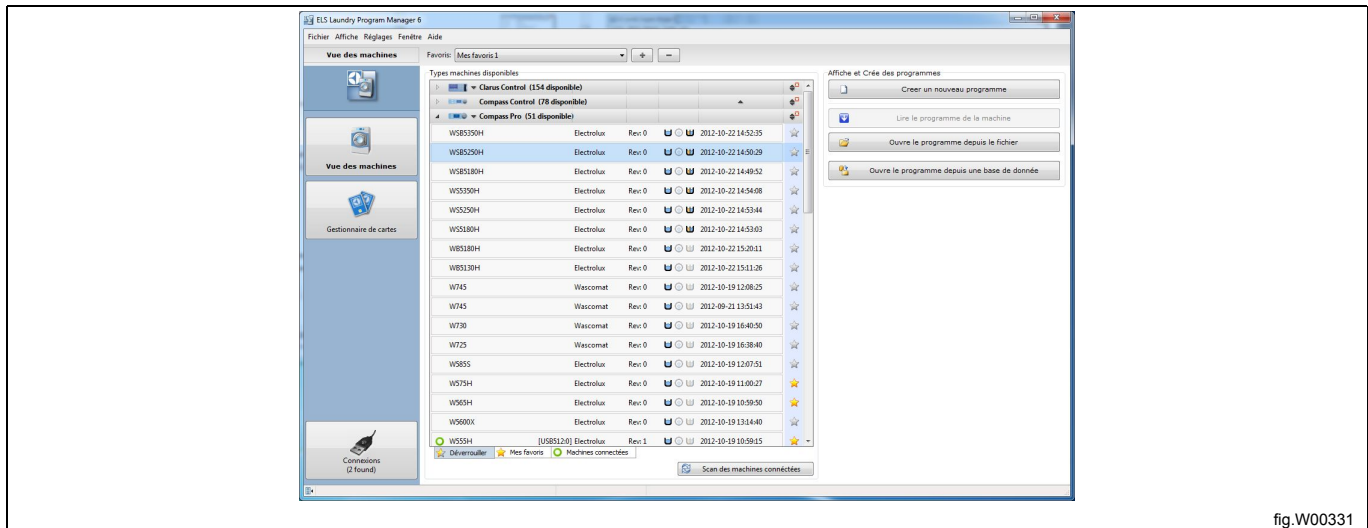 ELS Laundry Program Manager 6
Fichier Affiche Réglages Fenêtre Aide
Vue des machines
Favoris: Mes favoris 1
Types machines disponibles
Clarus Control (154 disponible)
Compass Control (78 disponible)
Compass Pro (51 disponible)
WSB5350H Electrolux Rev: 0 2012-10-22 14:52:35
WSB5250H Electrolux Rev: 0 2012-10-22 14:50:29
WSB5180H Electrolux Rev: 0 2012-10-22 14:49:52
WS5350H Electrolux Rev: 0 2012-10-22 14:54:08
WS5250H Electrolux Rev: 0 2012-10-22 14:53:44
WS5180H Electrolux Rev: 0 2012-10-22 14:53:03
WB5180H Electrolux Rev: 0 2012-10-22 15:20:11
WB5130H Electrolux Rev: 0 2012-10-22 15:11:26
W745 Wascomat Rev: 0 2012-10-19 12:08:25
W745 Wascomat Rev: 0 2012-09-21 13:51:43
W730 Wascomat Rev: 0 2012-10-19 16:40:50
W725 Wascomat Rev: 0 2012-10-19 16:38:40
W585S Electrolux Rev: 0 2012-10-19 12:07:51
W575H Electrolux Rev: 0 2012-10-19 11:00:27
W565H Electrolux Rev: 0 2012-10-19 10:59:50
W5600X Electrolux Rev: 0 2012-10-19 13:14:40
W555H [USB512:0] Electrolux Rev: 1 2012-10-19 10:59:15
Déverrouiller Mes favoris Machines connectées
Scan des machines connéctées
Vue des machines
Gestionnaire de cartes
Connexions
(2 found)
Affiche et Crée des programmes
Creer un nouveau programme
Lire le programme de la machine
Ouvre le programme depuis le fichier
Ouvre le programme depuis une base de donnée
fig.W00331